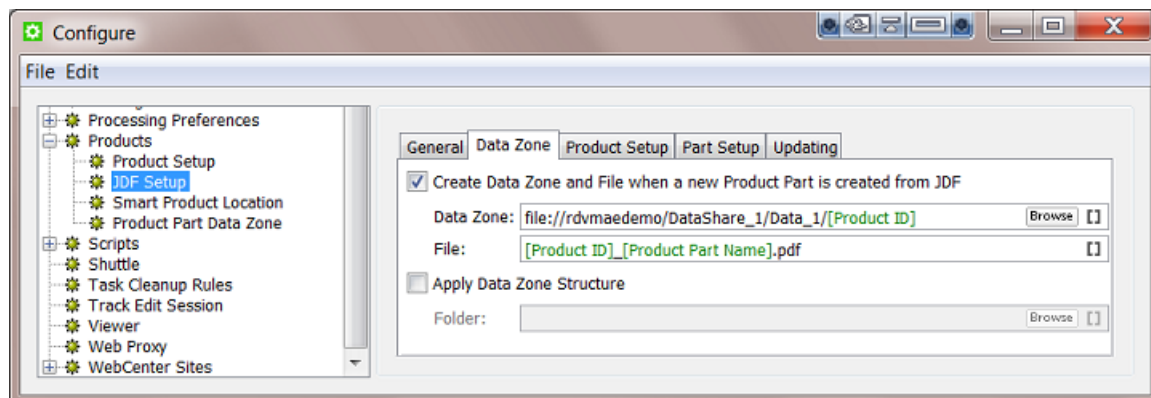 Configure
File Edit
Processing Preferences
Products
Product Setup
JDF Setup
Smart Product Location
Product Part Data Zone
Scripts
Shuttle
Task Cleanup Rules
Track Edit Session
Viewer
Web Proxy
WebCenter Sites
General Data Zone Product Setup Part Setup Updating
Create Data Zone and File when a new Product Part is created from JDF
Data Zone: file://rdvmaedemo/DataShare_1/Data_1/[Product ID] Browse []
File: [Product ID]_[Product Part Name].pdf []
Apply Data Zone Structure
Folder: Browse []